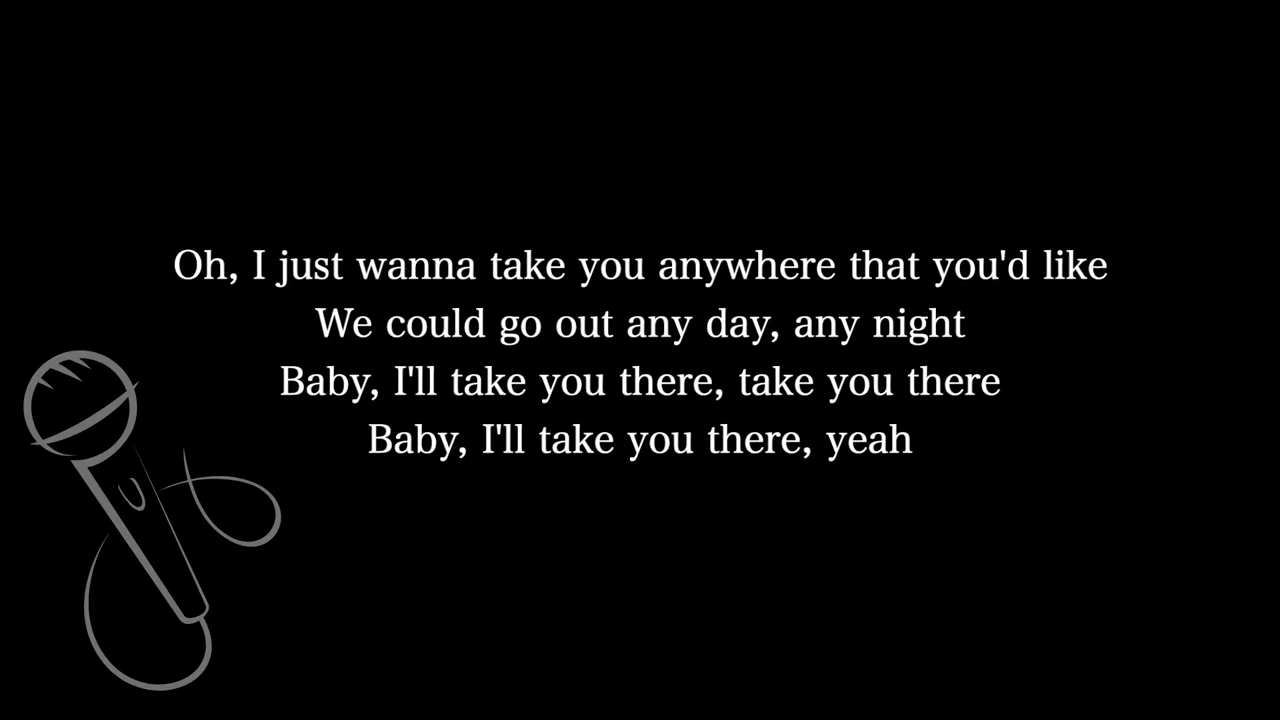 Oh, I just wanna take you anywhere that you'd like
We could go out any day, any night
Baby, I'll take you there, take you there
Baby, I'll take you there, yeah